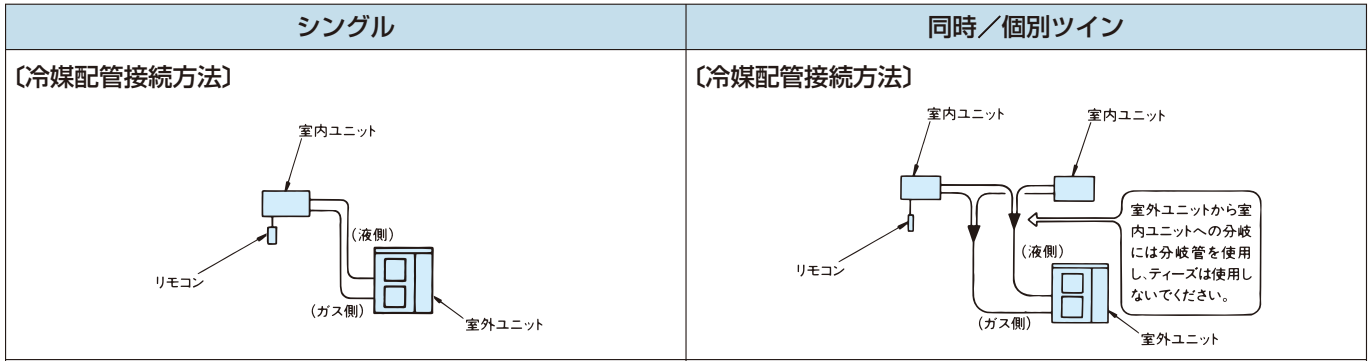 シングル
同時／個別ツイン
〔冷媒配管接続方法〕
室内ユニット
(液側)
リモコン
(ガス側)
室外ユニット
〔冷媒配管接続方法〕
室内ユニット
室内ユニット
室外ユニットから室
内ユニットへの分岐
には分岐管を使用
し、ティーズは使用し
ないでください。
(液側)
リモコン
(ガス側)
室外ユニット